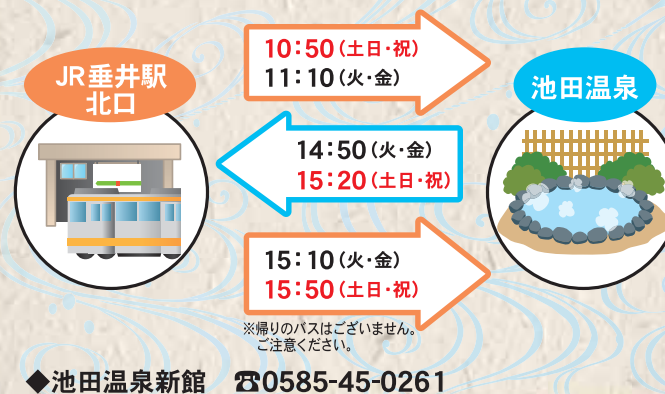 JR垂井駅
北口
10:50(土日・祝)
11:10(火・金)
池田温泉
14:50(火・金)
15:20(土日・祝)
15:10(火・金)
15:50(土日・祝)
※帰りのバスはございません。
ご注意ください。
◆池田温泉新館 ☎0585-45-0261